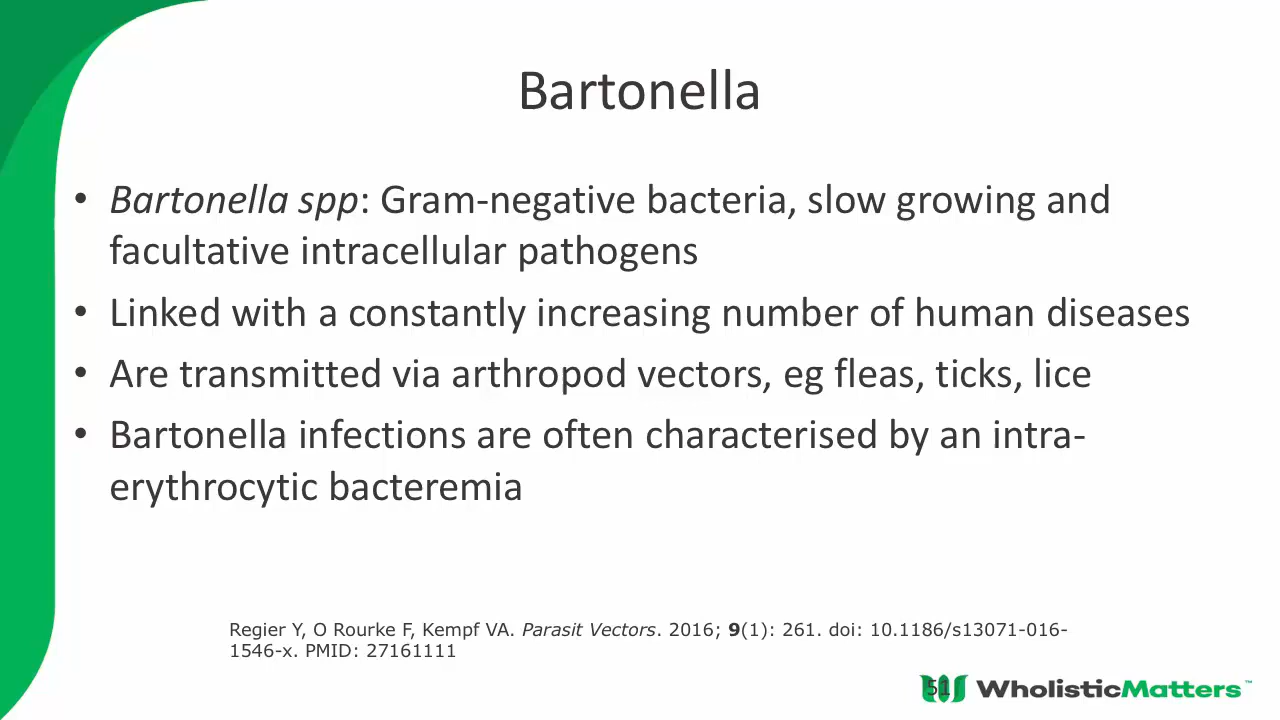 Bartonella
• Bartonella spp: Gram-negative bacteria, slow growing and
facultative intracellular pathogens
• Linked with a constantly increasing number of human diseases
• Are transmitted via arthropod vectors, eg fleas, ticks, lice
• Bartonella infections are often characterised by an intra-
erythrocytic bacteremia
Regier Y, O Rourke F, Kempf VA. Parasit Vectors. 2016; 9(1): 261. doi: 10.1186/s13071-016-
1546-x. PMID: 27161111
51 WholisticMatters™